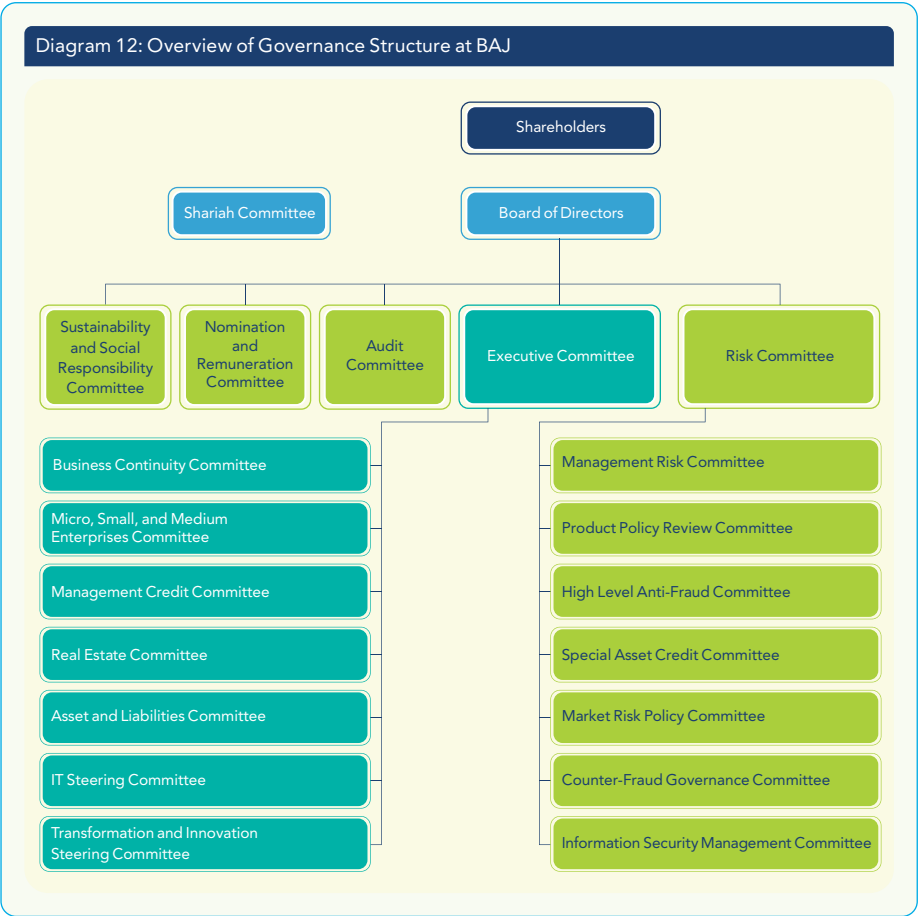 Diagram 12: Overview of Governance Structure at BAJ
Shareholders
Shariah Committee
Board of Directors
Sustainability
and Social
Responsibility
Committee
Nomination
and
Remuneration
Committee
Audit
Committee
Executive Committee
Risk Committee
Business Continuity Committee
Micro, Small, and Medium
Enterprises Committee
Management Credit Committee
Real Estate Committee
Asset and Liabilities Committee
IT Steering Committee
Transformation and Innovation
Steering Committee
Management Risk Committee
Product Policy Review Committee
High Level Anti-Fraud Committee
Special Asset Credit Committee
Market Risk Policy Committee
Counter-Fraud Governance Committee
Information Security Management Committee